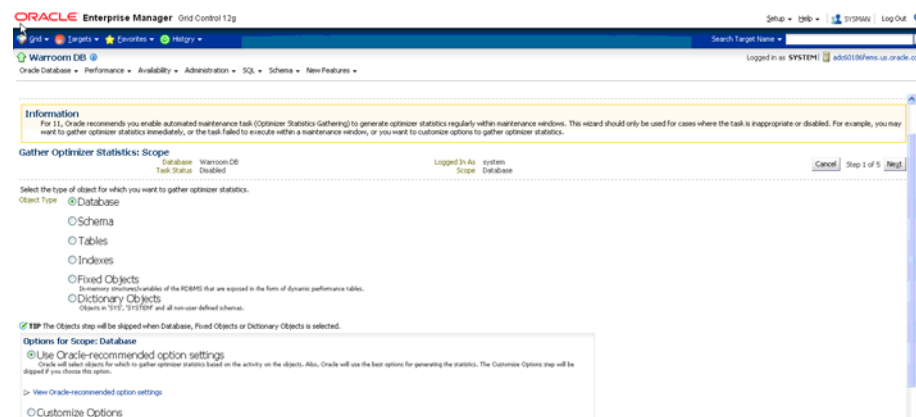 ORACLE Enterprise Manager Grid Control 12g
Setup Help SYSMAN Log Out
Grid Targets Favorites History Search Target Name
Warroom DB Logged in as SYSTEM
Oracle Database Performance Availability Administration SQL Schema New Features
Information
For 11, Oracle recommends you enable automated maintenance task (Optimizer Statistics Gathering) to generate optimizer statistics regularly within maintenance windows. This wizard should only be used for cases where the task is inappropriate or disabled. For example, you may
want to gather optimizer statistics immediately, or the task failed to execute within a maintenance window, or you want to customize options to gather optimizer statistics.
Gather Optimizer Statistics: Scope
Database Warroom DB Logged In As system
Task Status Disabled Scope Database
Cancel Step 1 of 5 Next
Select the type of object for which you want to gather optimizer statistics.
Object Type Database
Schema
Tables
Indexes
Fixed Objects
In-memory structures/variables of the RDBMS that are exposed in the form of dynamic performance tables.
Dictionary Objects
Objects in 'SYS', 'SYSTEM' and all non-user defined schemas.
TIP The Objects step will be skipped when Database, Fixed Objects or Dictionary Objects is selected.
Options for Scope: Database
Use Oracle-recommended option settings
Oracle will select objects for which to gather optimizer statistics based on the activity on the objects. Also, Oracle will use the best options for generating the statistics. The Customize Options step will be
skipped if you choose this option.
View Oracle-recommended option settings
Customize Options